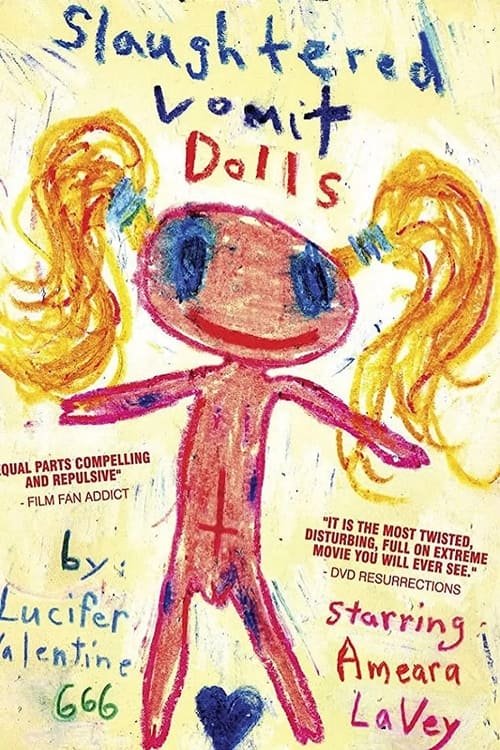 Slaughtered
Vomit
Dolls
EQUAL PARTS COMPELLING
AND REPULSIVE"
- FILM FAN ADDICT
"IT IS THE MOST TWISTED,
DISTURBING, FULL ON EXTREME
MOVIE YOU WILL EVER SEE."
- DVD RESURRECTIONS
by:
Lucifer
Valentine
666
starring
Ameara
LaVey